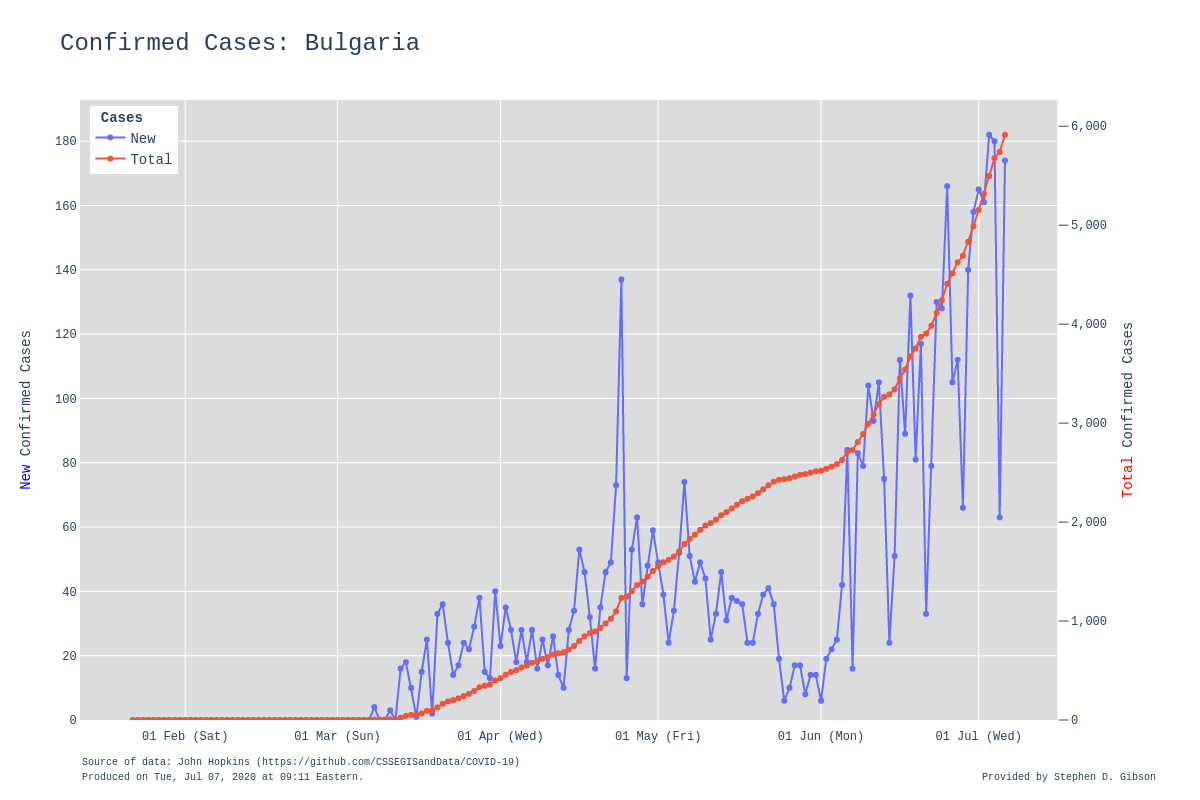 Confirmed Cases: Bulgaria
Cases
New
Total
180
160
140
120
100
80
60
40
20
0
6,000
5,000
4,000
3,000
2,000
1,000
0
New Confirmed Cases
Total Confirmed Cases
01 Feb (Sat)
01 Mar (Sun)
01 Apr (Wed)
01 May (Fri)
01 Jun (Mon)
01 Jul (Wed)
Source of data: John Hopkins (https://github.com/CSSEGISandData/COVID-19)
Produced on Tue, Jul 07, 2020 at 09:11 Eastern.
Provided by Stephen D. Gibson